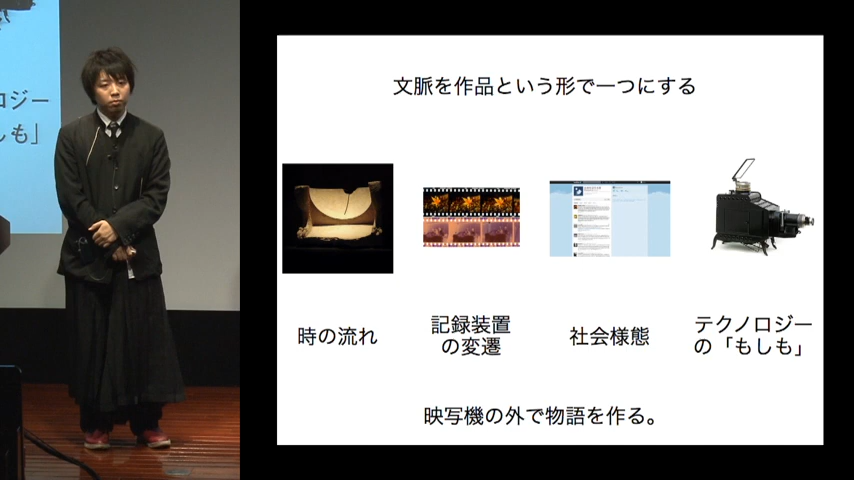 ロジー
しも」
文脈を作品という形で一つにする
時の流れ
記録装置
の変遷
社会様態
テクノロジー
の「もしも」
映写機の外で物語を作る。